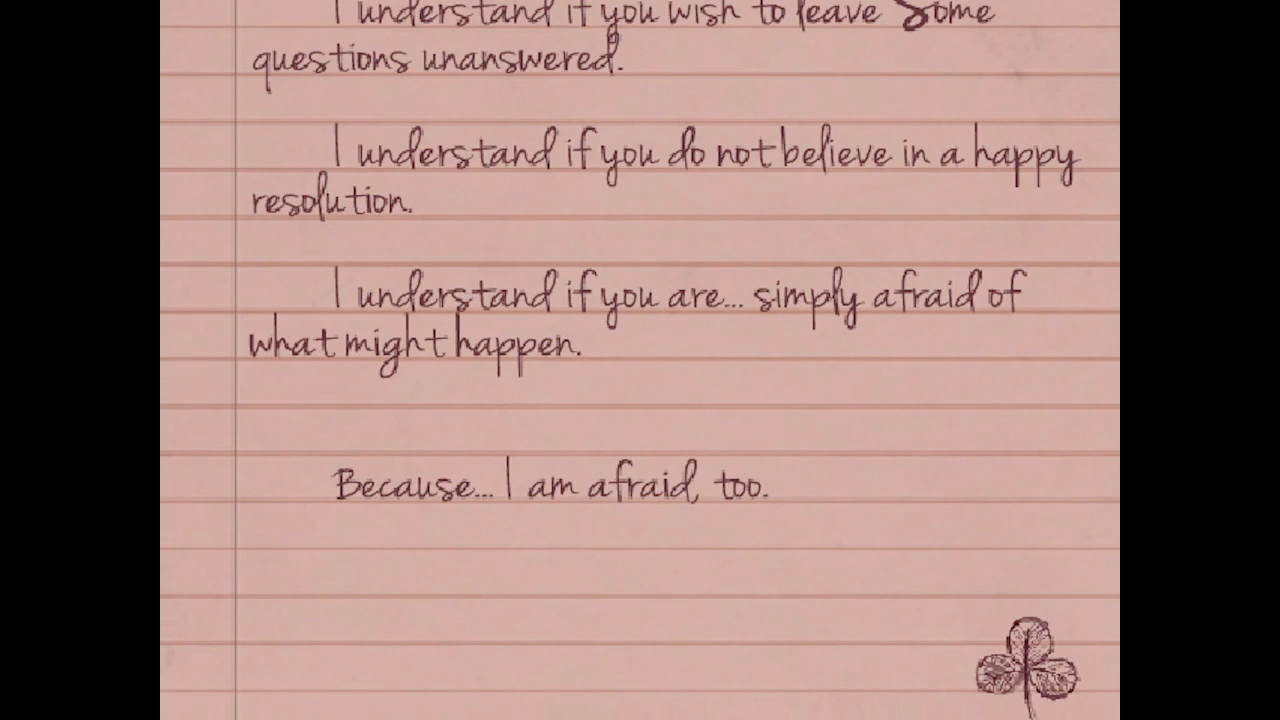 I understand if you wish to leave Some
questions unanswered.
I understand if you do not believe in a happy
resolution.
I understand if you are... simply afraid of
what might happen.
Because... I am afraid, too.